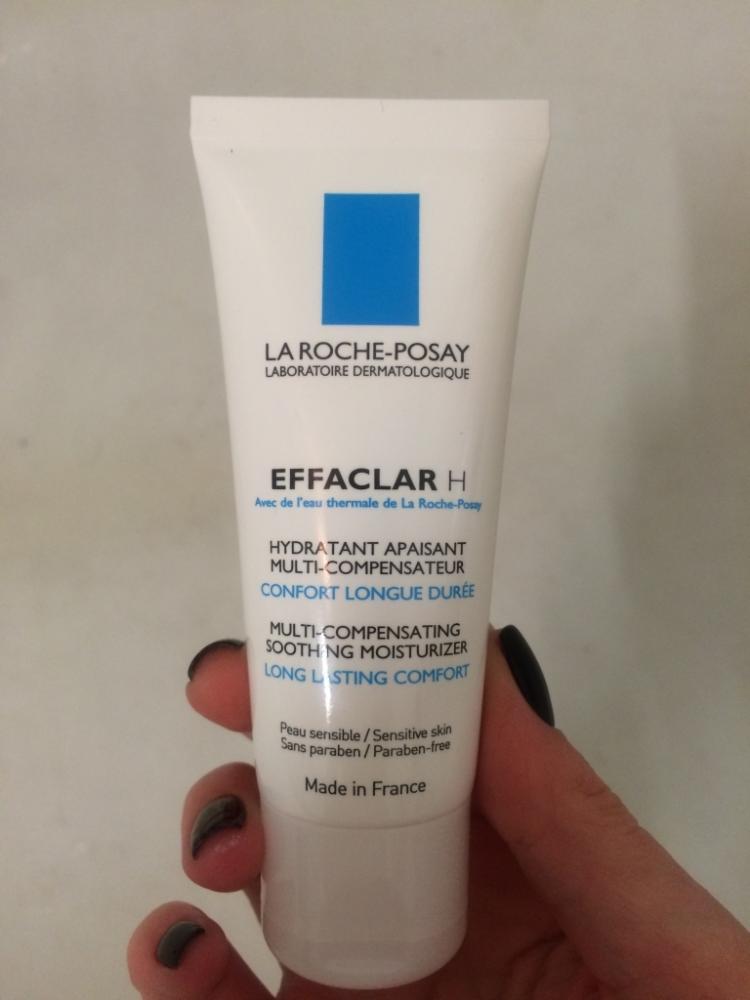 LA ROCHE-POSAY
LABORATOIRE DERMATOLOGIQUE
EFFACLAR H
Avec de l'eau thermale de La Roche-Posay
HYDRATANT APAISANT
MULTI-COMPENSATEUR
CONFORT LONGUE DURÉE
MULTI-COMPENSATING
SOOTHING MOISTURIZER
LONG LASTING COMFORT
Peau sensible / Sensitive skin
Sans paraben / Paraben-free
Made in France